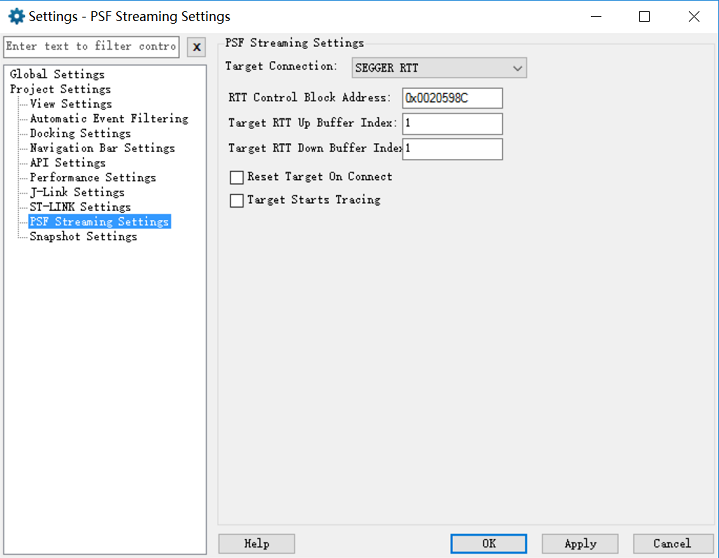 Settings - PSF Streaming Settings
Enter text to filter contro
x
Global Settings
Project Settings
View Settings
Automatic Event Filtering
Docking Settings
Navigation Bar Settings
API Settings
Performance Settings
J-Link Settings
ST-LINK Settings
PSF Streaming Settings
Snapshot Settings
PSF Streaming Settings
Target Connection: SEGGER RTT
RTT Control Block Address: 0x0020598C
Target RTT Up Buffer Index: 1
Target RTT Down Buffer Index 1
Reset Target On Connect
Target Starts Tracing
Help OK Apply Cancel